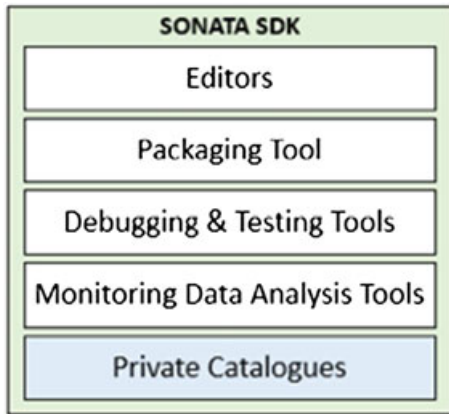 SONATA SDK
Editors
Packaging Tool
Debugging & Testing Tools
Monitoring Data Analysis Tools
Private Catalogues